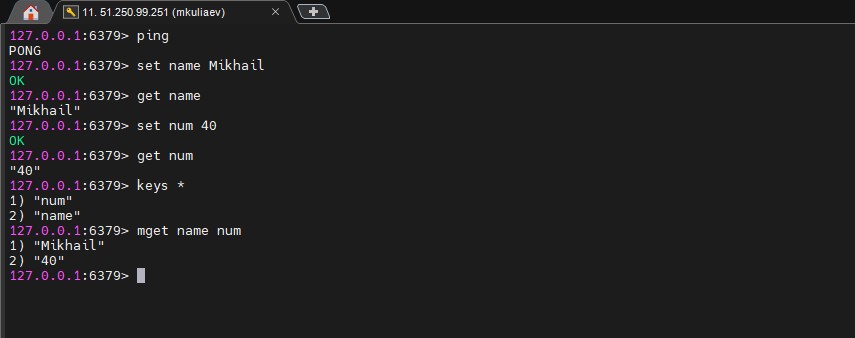 11. 51.250.99.251 (mkuliaev)
127.0.0.1:6379> ping
PONG
127.0.0.1:6379> set name Mikhail
OK
127.0.0.1:6379> get name
"Mikhail"
127.0.0.1:6379> set num 40
OK
127.0.0.1:6379> get num
"40"
127.0.0.1:6379> keys *
1) "num"
2) "name"
127.0.0.1:6379> mget name num
1) "Mikhail"
2) "40"
127.0.0.1:6379>